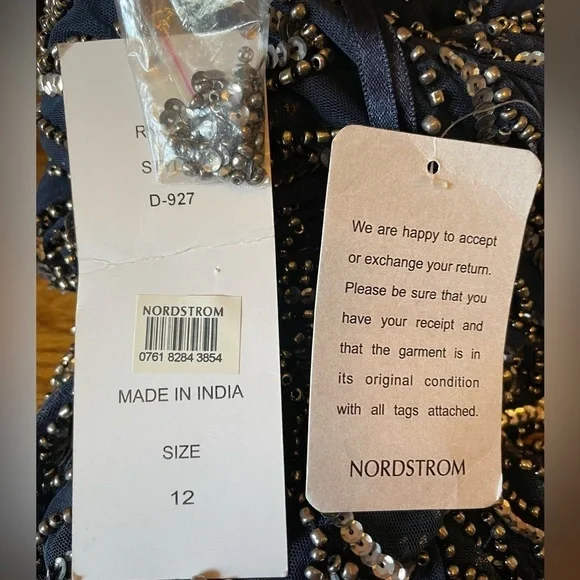 D-927
NORDSTROM
0761 8284 3854
MADE IN INDIA
SIZE
12
We are happy to accept
or exchange your return.
Please be sure that you
have your receipt and
that the garment is in
its original condition
with all tags attached.
NORDSTROM